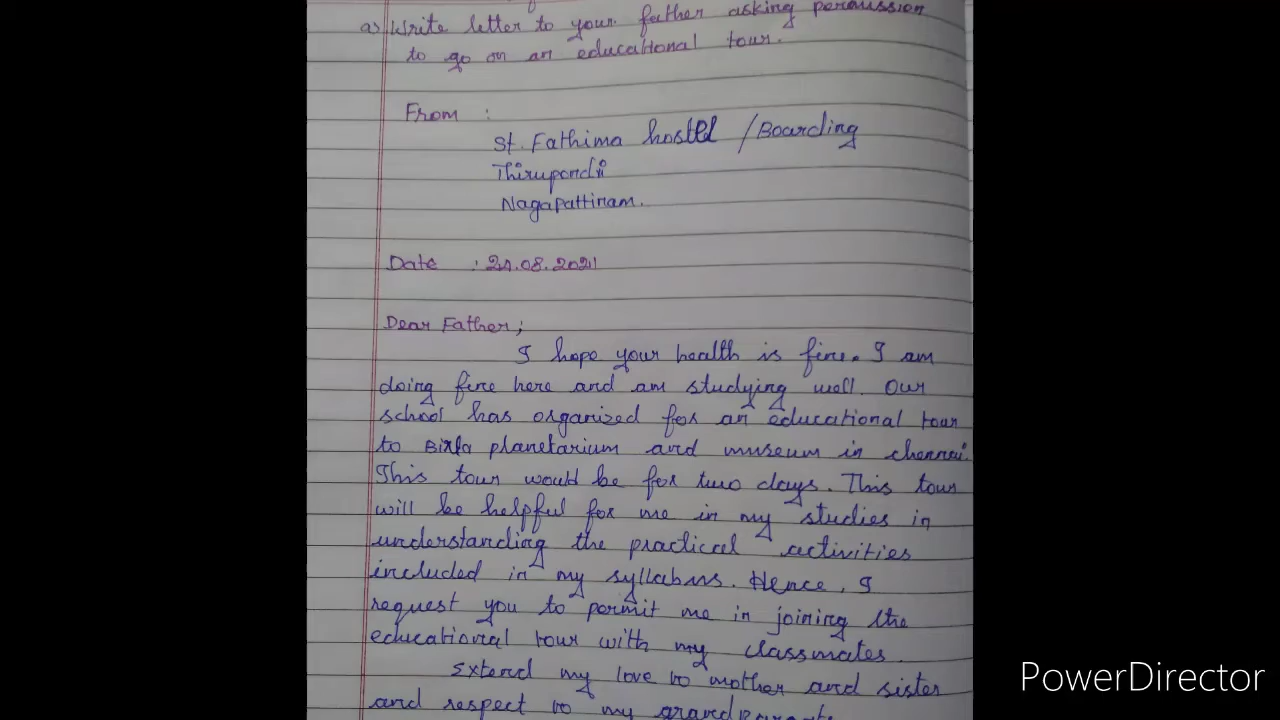 a) Write letter to your father asking permission
to go on an educational tour.
From :
St. Fathima hostel / Boarding
Thirupondi
Nagapattinam.
Date : 21.08.2021
Dear Father;
I hope your health is fine. I am
doing fine here and am studying well. Our
school has organized for an educational tour
to Birla planetarium and museum in chennai.
This tour would be for two days. This tour
will be helpful for me in my studies in
understanding the practical activities
included in my syllabus. Hence, I
request you to permit me in joining the
educational tour with my classmates.
Extend my love to mother and sister
and respect to my grandparents
PowerDirector